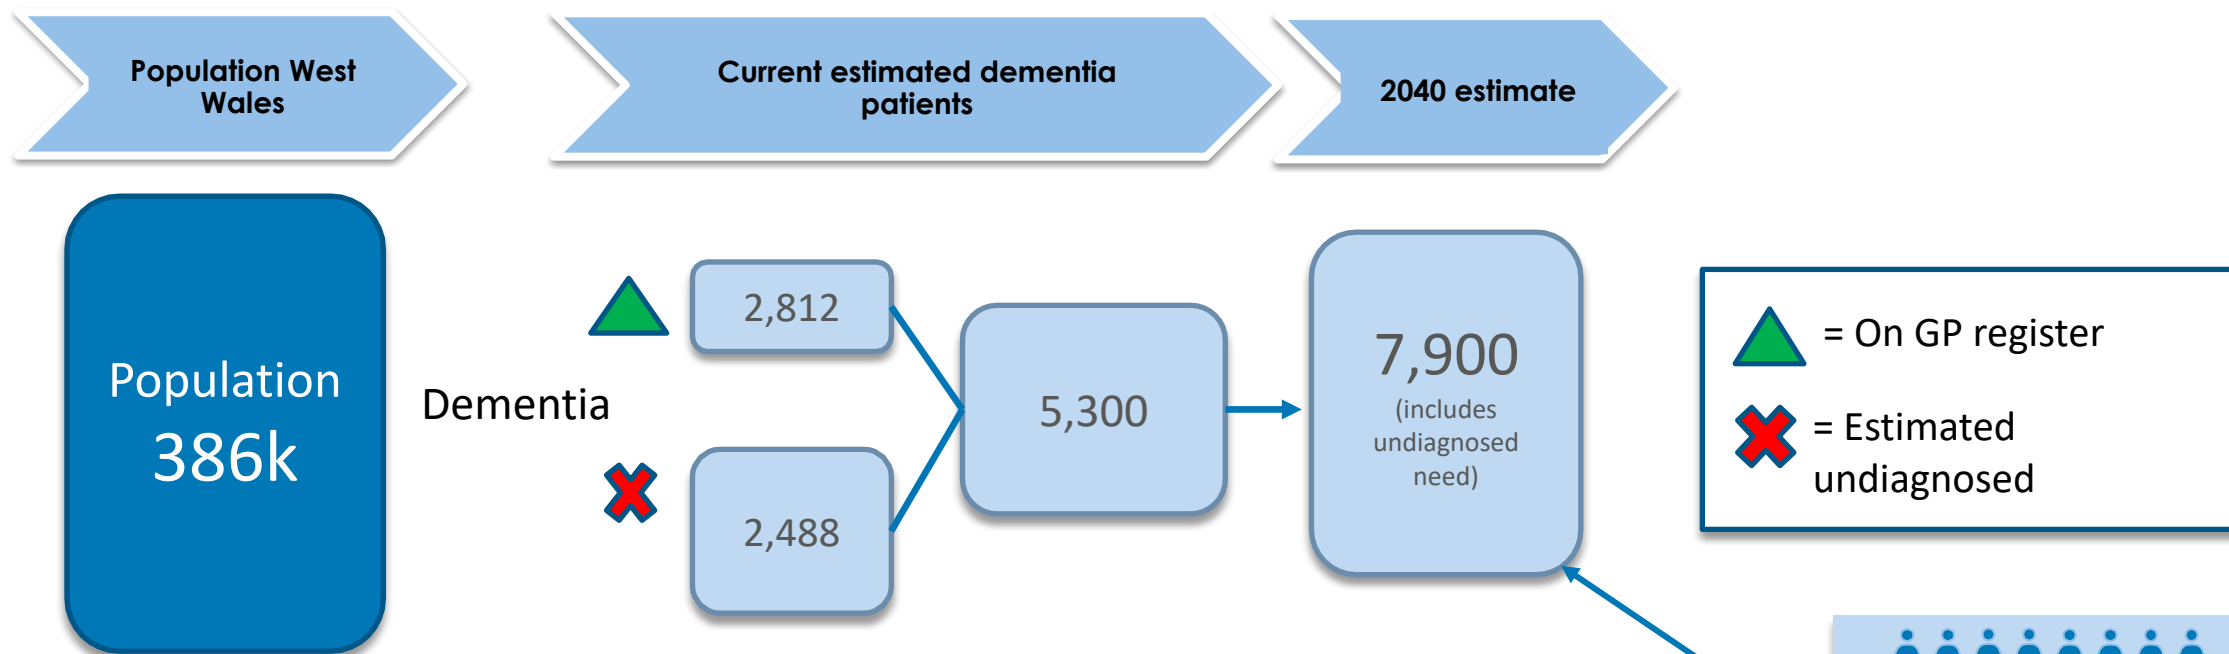 Population West
Wales
Current estimated dementia
patients
2040 estimate
Population
386k
Dementia
2,812
2,488
5,300
7,900
(includes
undiagnosed
need)
= On GP register
= Estimated
undiagnosed